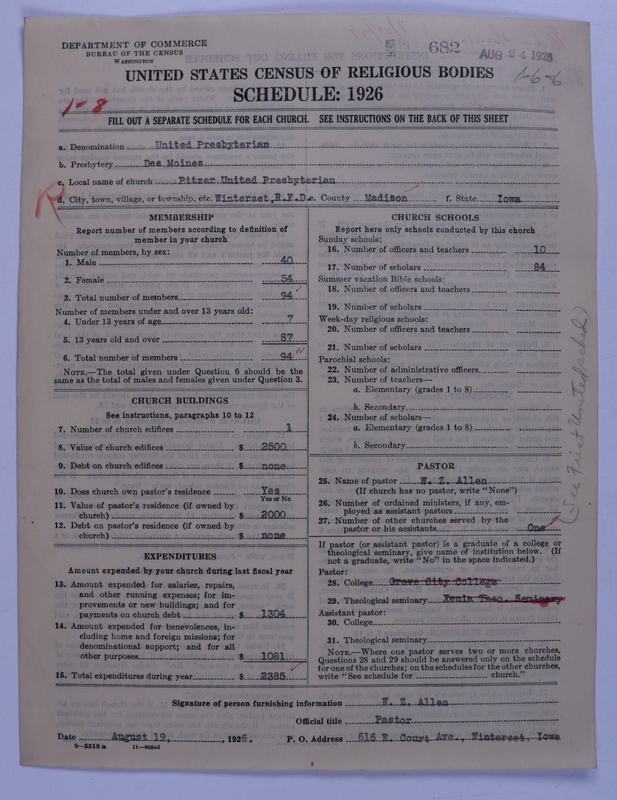 DEPARTMENT OF COMMERCE
BUREAU OF THE CENSUS
WASHINGTON
682
AUG 24 1926
1-6-6
UNITED STATES CENSUS OF RELIGIOUS BODIES
SCHEDULE: 1926
1-8
FILL OUT A SEPARATE SCHEDULE FOR EACH CHURCH. SEE INSTRUCTIONS ON THE BACK OF THIS SHEET
a. Denomination United Presbyterian
b. Presbytery Des Moines
c. Local name of church Pitzer United Presbyterian
R
d. City, town, village, or township, etc. Winterset, R.F.D. e. County Madison f. State Iowa
MEMBERSHIP
Report number of members according to definition of
member in your church
Number of members, by sex:
1. Male 40
2. Female 54
3. Total number of members 94
Number of members under and over 13 years old:
4. Under 13 years of age 7
5. 13 years old and over 87
6. Total number of members 94
NOTE.—The total given under Question 6 should be
same as the total of males and females given under Question 3.
CHURCH BUILDINGS
See instructions, paragraphs 10 to 12
7. Number of church edifices 1
8. Value of church edifices $ 2500
9. Debt on church edifices $ none
10. Does church own pastor's residence Yes
Yes or No
11. Value of pastor's residence (if owned by
church) $ 2000
12. Debt on pastor's residence (if owned by
church) $ none
EXPENDITURES
Amount expended by your church during last fiscal year
13. Amount expended for salaries, repairs,
and other running expenses; for im-
provements or new buildings; and for
payments on church debt $ 1304
14. Amount expended for benevolences, in-
cluding home and foreign missions; for
denominational support; and for all
other purposes $ 1081
15. Total expenditures during year $ 2385
CHURCH SCHOOLS
Report here only schools conducted by this church
Sunday schools:
16. Number of officers and teachers 10
17. Number of scholars 84
Summer vacation Bible schools:
18. Number of officers and teachers
19. Number of scholars
Week-day religious schools:
20. Number of officers and teachers
21. Number of scholars
Parochial schools:
22. Number of administrative officers
23. Number of teachers—
a. Elementary (grades 1 to 8)
b. Secondary
24. Number of scholars—
a. Elementary (grades 1 to 8)
b. Secondary
PASTOR
25. Name of pastor W. Z. Allen
(If church has no pastor, write "None")
26. Number of ordained ministers, if any, em-
ployed as assistant pastors
27. Number of other churches served by the
pastor or his assistants One
If pastor (or assistant pastor) is a graduate of a college or
theological seminary, give name of institution below. (If
not a graduate, write "No" in the space indicated.)
Pastor:
28. College Grove City College
29. Theological seminary Xenia Theo. Seminary
Assistant pastor:
30. College
31. Theological seminary
NOTE.—Where one pastor serves two or more churches,
Questions 28 and 29 should be answered only on the schedule
for one of the churches; on the schedules for the other churches,
write "See schedule for church."
(See First United sched)
Signature of person furnishing information W. Z. Allen
Official title Pastor
Date August 19, 1926. P. O. Address 516 E. Court Ave., Winterset, Iowa
8-5518 a